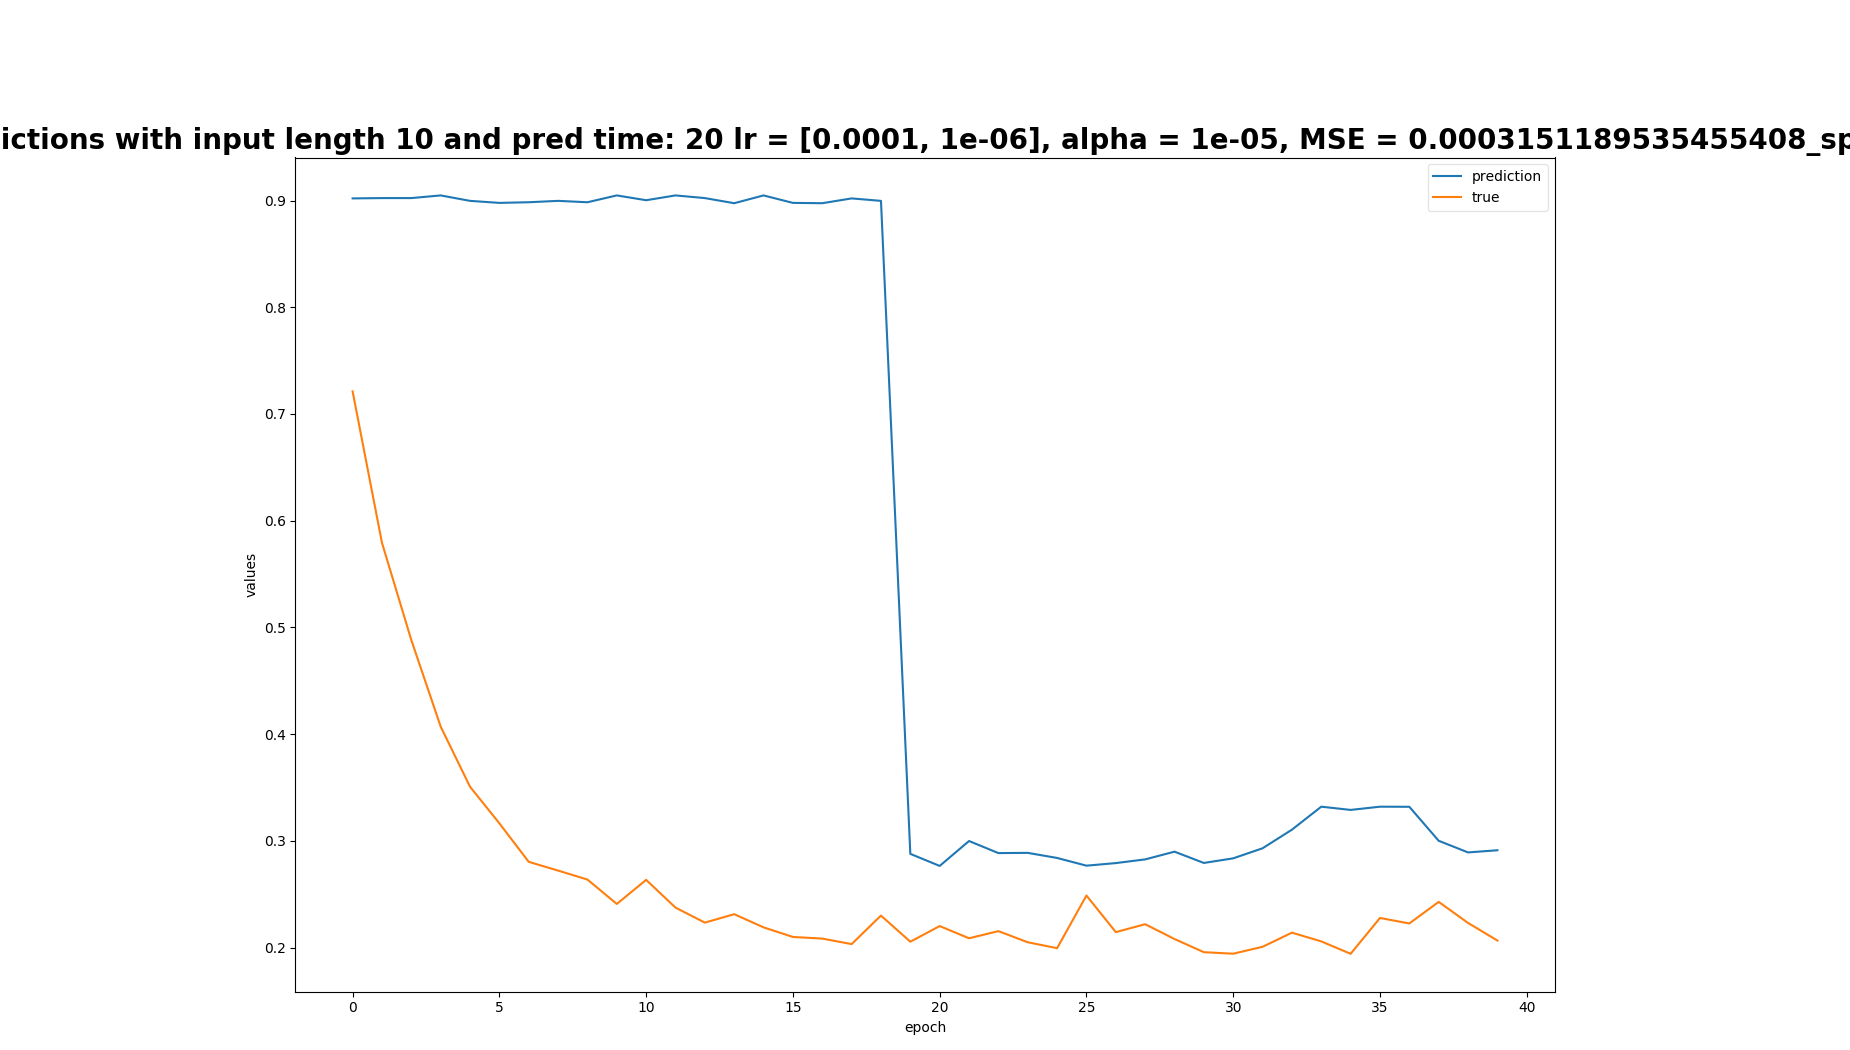 ictions with input length 10 and pred time: 20 lr = [0.0001, 1e-06], alpha = 1e-05, MSE = 0.0003151189535455408_sp
prediction
true
0.9
0.8
0.7
0.6
0.5
0.4
0.3
0.2
values
0 5 10 15 20 25 30 35 40
epoch